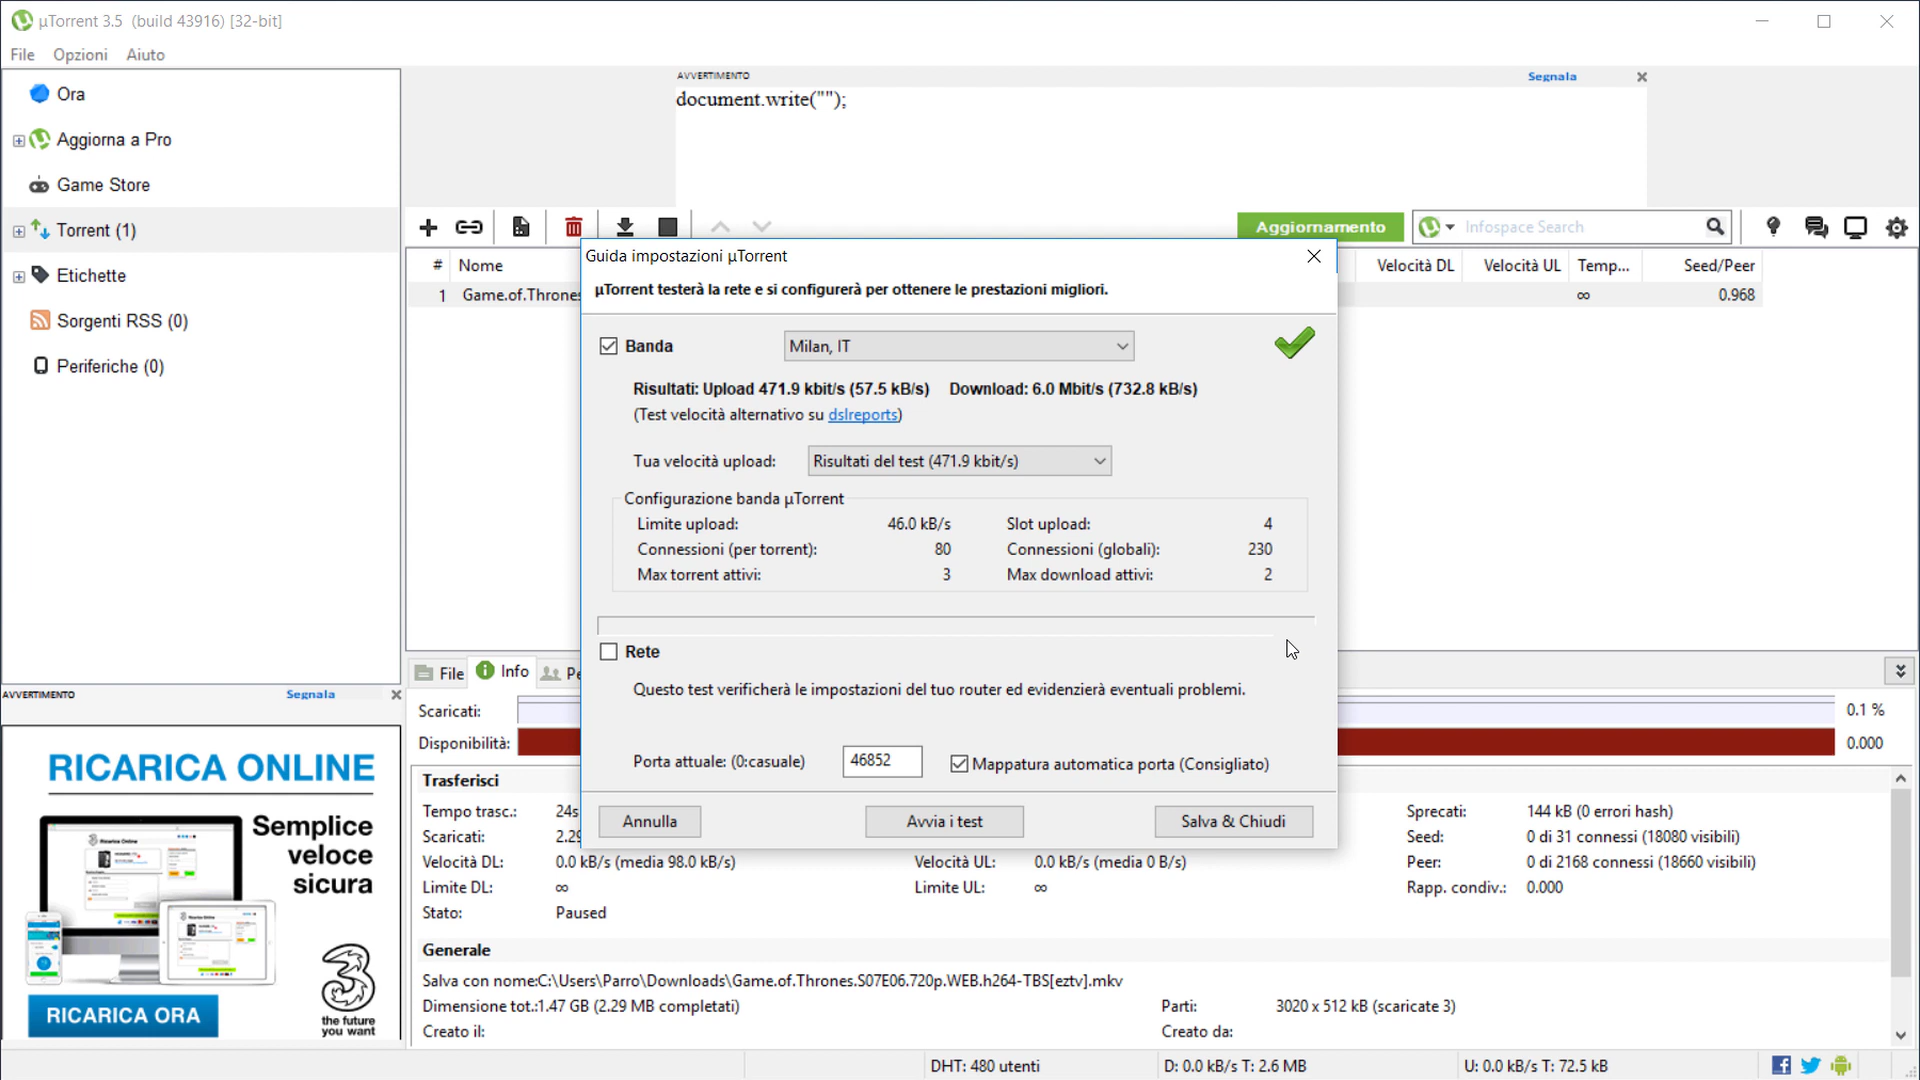 µTorrent 3.5 (build 43916) [32-bit]
File Opzioni Aiuto
Ora
Aggiorna a Pro
Game Store
Torrent (1)
Etichette
Sorgenti RSS (0)
Periferiche (0)
AVVERTIMENTO Segnala
document.write("");
Aggiornamento
Infospace Search
# Nome Velocità DL Velocità UL Temp... Seed/Peer
1 Game.of.Thrones ∞ 0.968
Guida impostazioni µTorrent
µTorrent testerà la rete e si configurerà per ottenere le prestazioni migliori.
Banda Milan, IT
Risultati: Upload 471.9 kbit/s (57.5 kB/s) Download: 6.0 Mbit/s (732.8 kB/s)
(Test velocità alternativo su dslreports)
Tua velocità upload: Risultati del test (471.9 kbit/s)
Configurazione banda µTorrent
Limite upload: 46.0 kB/s Slot upload: 4
Connessioni (per torrent): 80 Connessioni (globali): 230
Max torrent attivi: 3 Max download attivi: 2
Rete
Questo test verificherà le impostazioni del tuo router ed evidenzierà eventuali problemi.
Porta attuale: (0:casuale) 46852 Mappatura automatica porta (Consigliato)
Annulla Avvia i test Salva & Chiudi
File Info Pe
Scaricati: 0.1 %
Disponibilità: 0.000
Trasferisci
Tempo trasc.: 24s Sprecati: 144 kB (0 errori hash)
Scaricati: 2.29 Seed: 0 di 31 connessi (18080 visibili)
Velocità DL: 0.0 kB/s (media 98.0 kB/s) Velocità UL: 0.0 kB/s (media 0 B/s) Peer: 0 di 2168 connessi (18660 visibili)
Limite DL: ∞ Limite UL: ∞ Rapp. condiv.: 0.000
Stato: Paused
Generale
Salva con nome:C:\Users\Parro\Downloads\Game.of.Thrones.S07E06.720p.WEB.h264-TBS[eztv].mkv
Dimensione tot.:1.47 GB (2.29 MB completati) Parti: 3020 x 512 kB (scaricate 3)
Creato il: Creato da:
AVVERTIMENTO Segnala
RICARICA ONLINE
Semplice
veloce
sicura
Ricarica Online
Ricarica Online
3
RICARICA ORA
the future
you want
DHT: 480 utenti D: 0.0 kB/s T: 2.6 MB U: 0.0 kB/s T: 72.5 kB